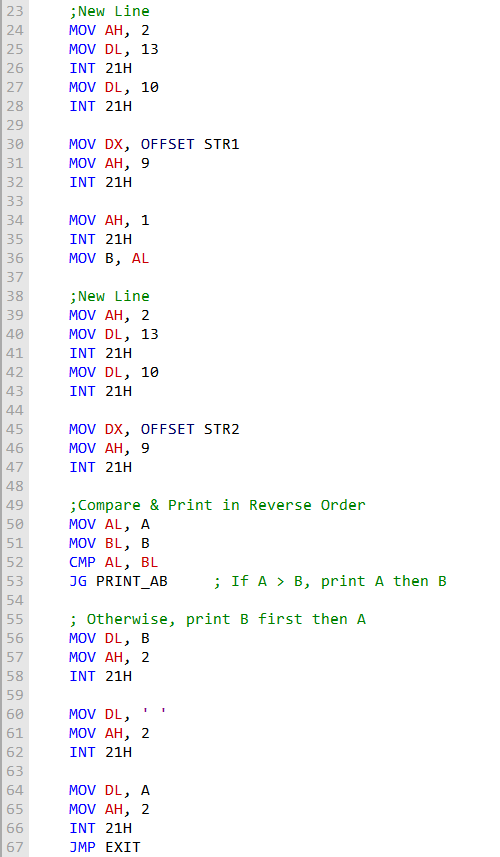 23 ;New Line
24 MOV AH, 2
25 MOV DL, 13
26 INT 21H
27 MOV DL, 10
28 INT 21H
29
30 MOV DX, OFFSET STR1
31 MOV AH, 9
32 INT 21H
33
34 MOV AH, 1
35 INT 21H
36 MOV B, AL
37
38 ;New Line
39 MOV AH, 2
40 MOV DL, 13
41 INT 21H
42 MOV DL, 10
43 INT 21H
44
45 MOV DX, OFFSET STR2
46 MOV AH, 9
47 INT 21H
48
49 ;Compare & Print in Reverse Order
50 MOV AL, A
51 MOV BL, B
52 CMP AL, BL
53 JG PRINT_AB ; If A > B, print A then B
54
55 ; Otherwise, print B first then A
56 MOV DL, B
57 MOV AH, 2
58 INT 21H
59
60 MOV DL, ' '
61 MOV AH, 2
62 INT 21H
63
64 MOV DL, A
65 MOV AH, 2
66 INT 21H
67 JMP EXIT